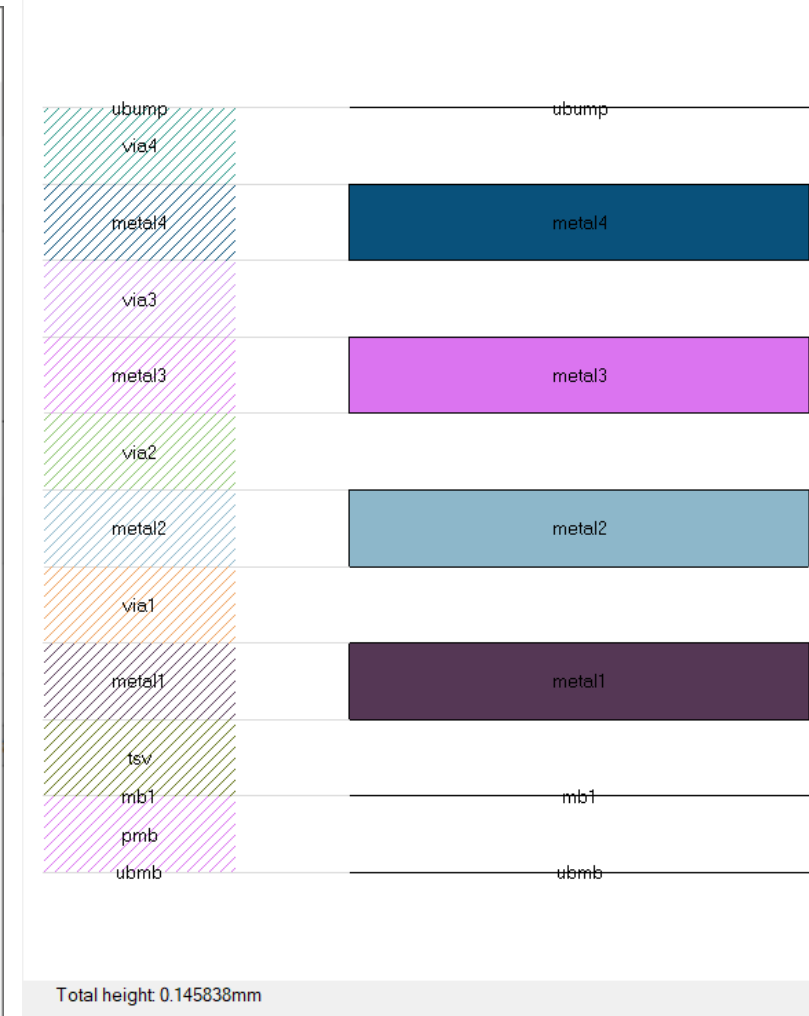 ubump ubump
via4
metal4 metal4
via3
metal3 metal3
via2
metal2 metal2
via1
metal1 metal1
tsv
mb1 mb1
pmb
ubmb ubmb
Total height: 0.145838mm